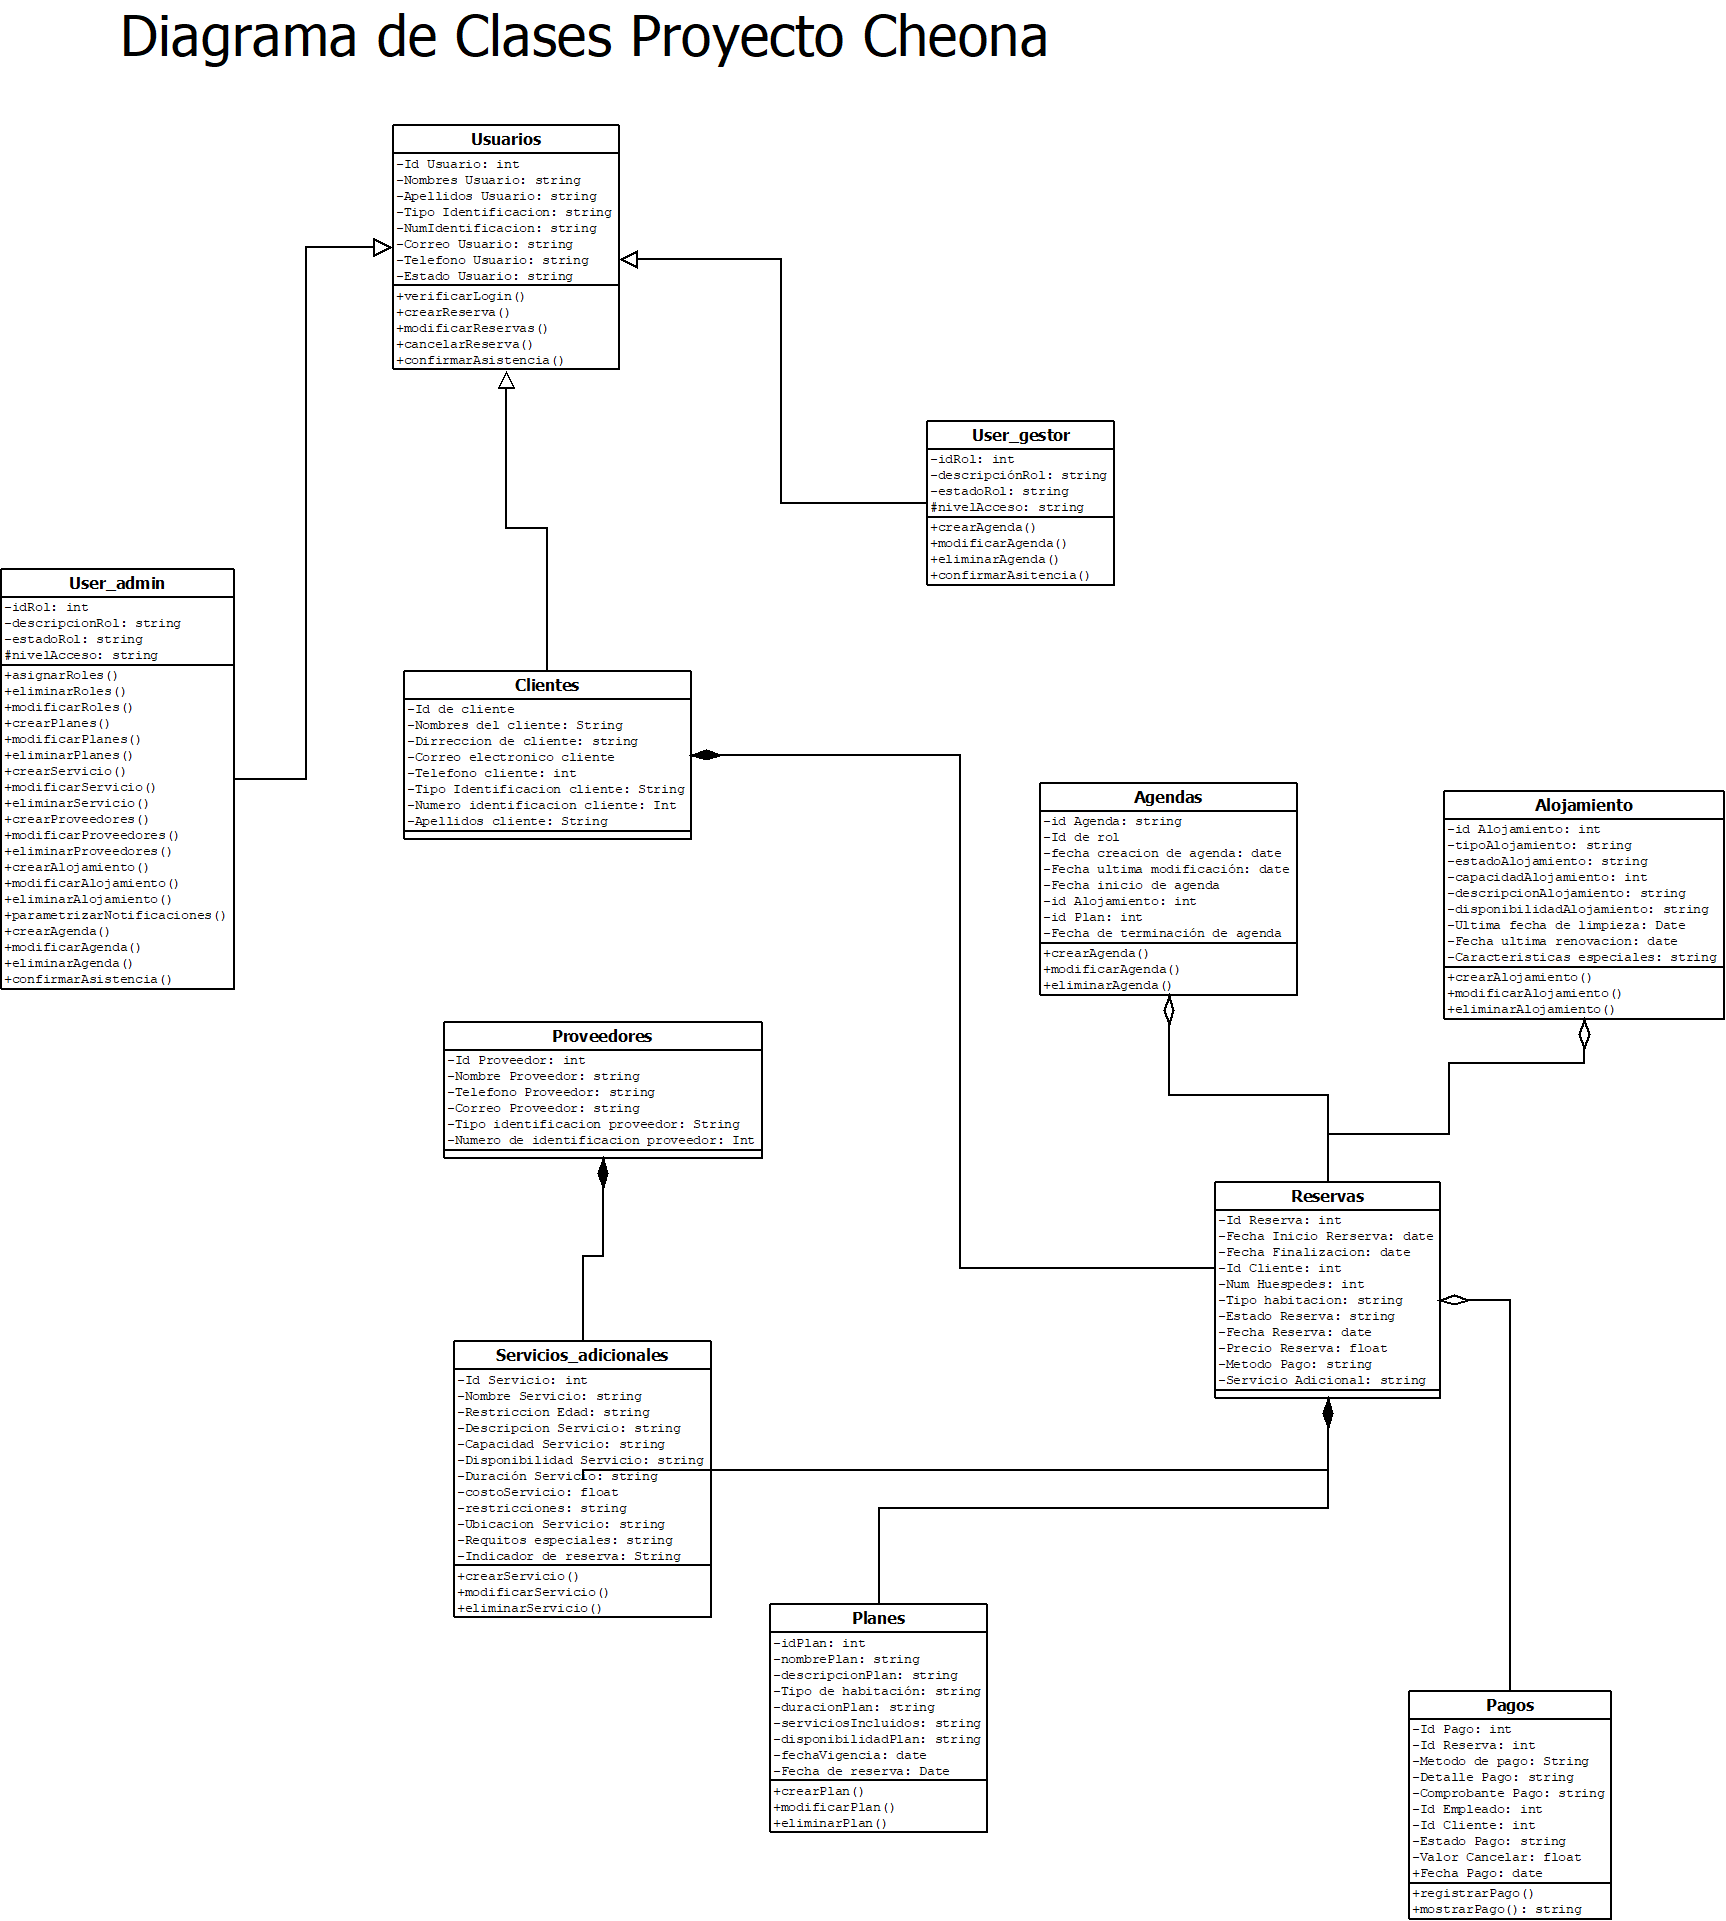 Diagrama de Clases Proyecto Cheona
Usuarios
-Id Usuario: int
-Nombres Usuario: string
-Apellidos Usuario: string
-Tipo Identificacion: string
-NumIdentificacion: string
-Correo Usuario: string
-Telefono Usuario: string
-Estado Usuario: string
+verificarLogin()
+crearReserva()
+modificarReservas()
+cancelarReserva()
+confirmarAsistencia()
User_gestor
-idRol: int
-descripciónRol: string
-estadoRol: string
#nivelAcceso: string
+crearAgenda()
+modificarAgenda()
+eliminarAgenda()
+confirmarAsitencia()
User_admin
-idRol: int
-descripcionRol: string
-estadoRol: string
#nivelAcceso: string
+asignarRoles()
+eliminarRoles()
+modificarRoles()
+crearPlanes()
+modificarPlanes()
+eliminarPlanes()
+crearServicio()
+modificarServicio()
+eliminarServicio()
+crearProveedores()
+modificarProveedores()
+eliminarProveedores()
+crearAlojamiento()
+modificarAlojamiento()
+eliminarAlojamiento()
+parametrizarNotificaciones()
+crearAgenda()
+modificarAgenda()
+eliminarAgenda()
+confirmarAsistencia()
Clientes
-Id de cliente
-Nombres del cliente: String
-Dirreccion de cliente: string
-Correo electronico cliente
-Telefono cliente: int
-Tipo Identificacion cliente: String
-Numero identificacion cliente: Int
-Apellidos cliente: String
Agendas
-id Agenda: string
-Id de rol
-fecha creacion de agenda: date
-Fecha ultima modificación: date
-Fecha inicio de agenda
-id Alojamiento: int
-id Plan: int
-Fecha de terminación de agenda
+crearAgenda()
+modificarAgenda()
+eliminarAgenda()
Alojamiento
-id Alojamiento: int
-tipoAlojamiento: string
-estadoAlojamiento: string
-capacidadAlojamiento: int
-descripcionAlojamiento: string
-disponibilidadAlojamiento: string
-Ultima fecha de limpieza: Date
-Fecha ultima renovacion: date
-Caracteristicas especiales: string
+crearAlojamiento()
+modificarAlojamiento()
+eliminarAlojamiento()
Proveedores
-Id Proveedor: int
-Nombre Proveedor: string
-Telefono Proveedor: string
-Correo Proveedor: string
-Tipo identificacion proveedor: String
-Numero de identificacion proveedor: Int
Reservas
-Id Reserva: int
-Fecha Inicio Rerserva: date
-Fecha Finalizacion: date
-Id Cliente: int
-Num Huespedes: int
-Tipo habitacion: string
-Estado Reserva: string
-Fecha Reserva: date
-Precio Reserva: float
-Metodo Pago: string
-Servicio Adicional: string
Servicios_adicionales
-Id Servicio: int
-Nombre Servicio: string
-Restriccion Edad: string
-Descripcion Servicio: string
-Capacidad Servicio: string
-Disponibilidad Servicio: string
-Duración Servicio: string
-costoServicio: float
-restricciones: string
-Ubicacion Servicio: string
-Requitos especiales: string
-Indicador de reserva: String
+crearServicio()
+modificarServicio()
+eliminarServicio()
Planes
-idPlan: int
-nombrePlan: string
-descripcionPlan: string
-Tipo de habitación: string
-duracionPlan: string
-serviciosIncluidos: string
-disponibilidadPlan: string
-fechaVigencia: date
-Fecha de reserva: Date
+crearPlan()
+modificarPlan()
+eliminarPlan()
Pagos
-Id Pago: int
-Id Reserva: int
-Metodo de pago: String
-Detalle Pago: string
-Comprobante Pago: string
-Id Empleado: int
-Id Cliente: int
-Estado Pago: string
-Valor Cancelar: float
+Fecha Pago: date
+registrarPago()
+mostrarPago(): string